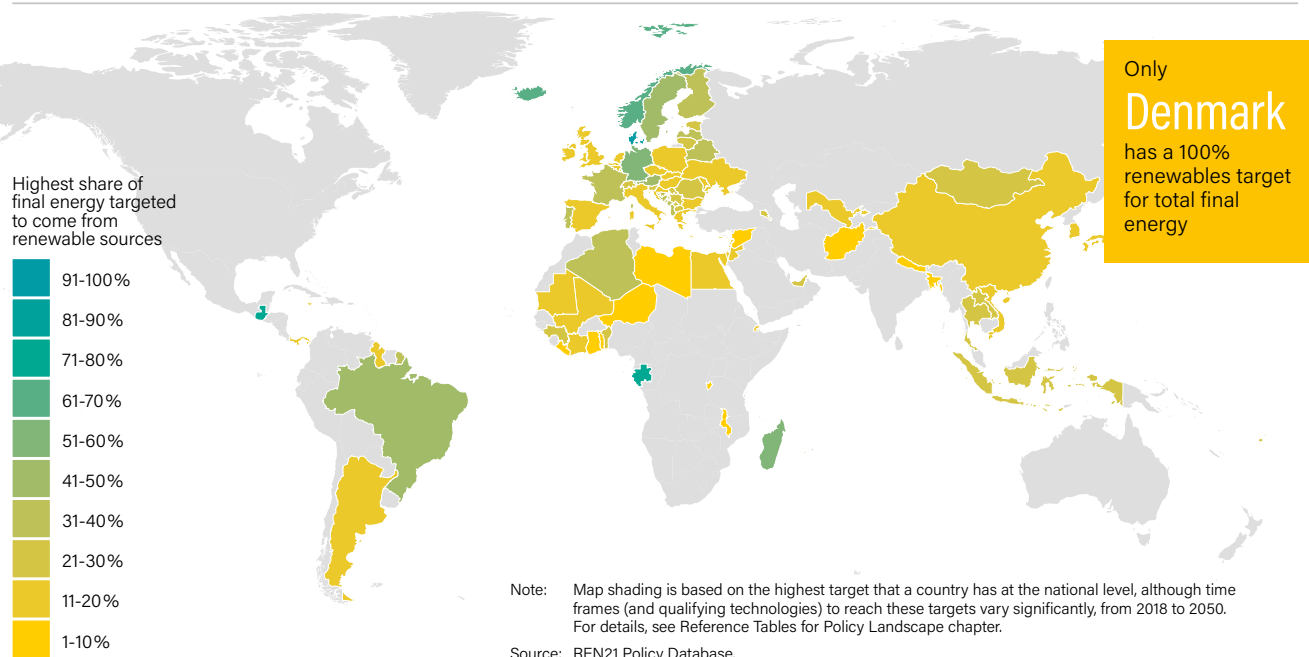 Only
Denmark
has a 100%
renewables target
for total final
energy
Highest share of
final energy targeted
to come from
renewable sources
91-100%
81-90%
71-80%
61-70%
51-60%
41-50%
31-40%
21-30%
11-20%
1-10%
Note: Map shading is based on the highest target that a country has at the national level, although time
frames (and qualifying technologies) to reach these targets vary significantly, from 2018 to 2050.
For details, see Reference Tables for Policy Landscape chapter.
Source: REN21 Policy Database.